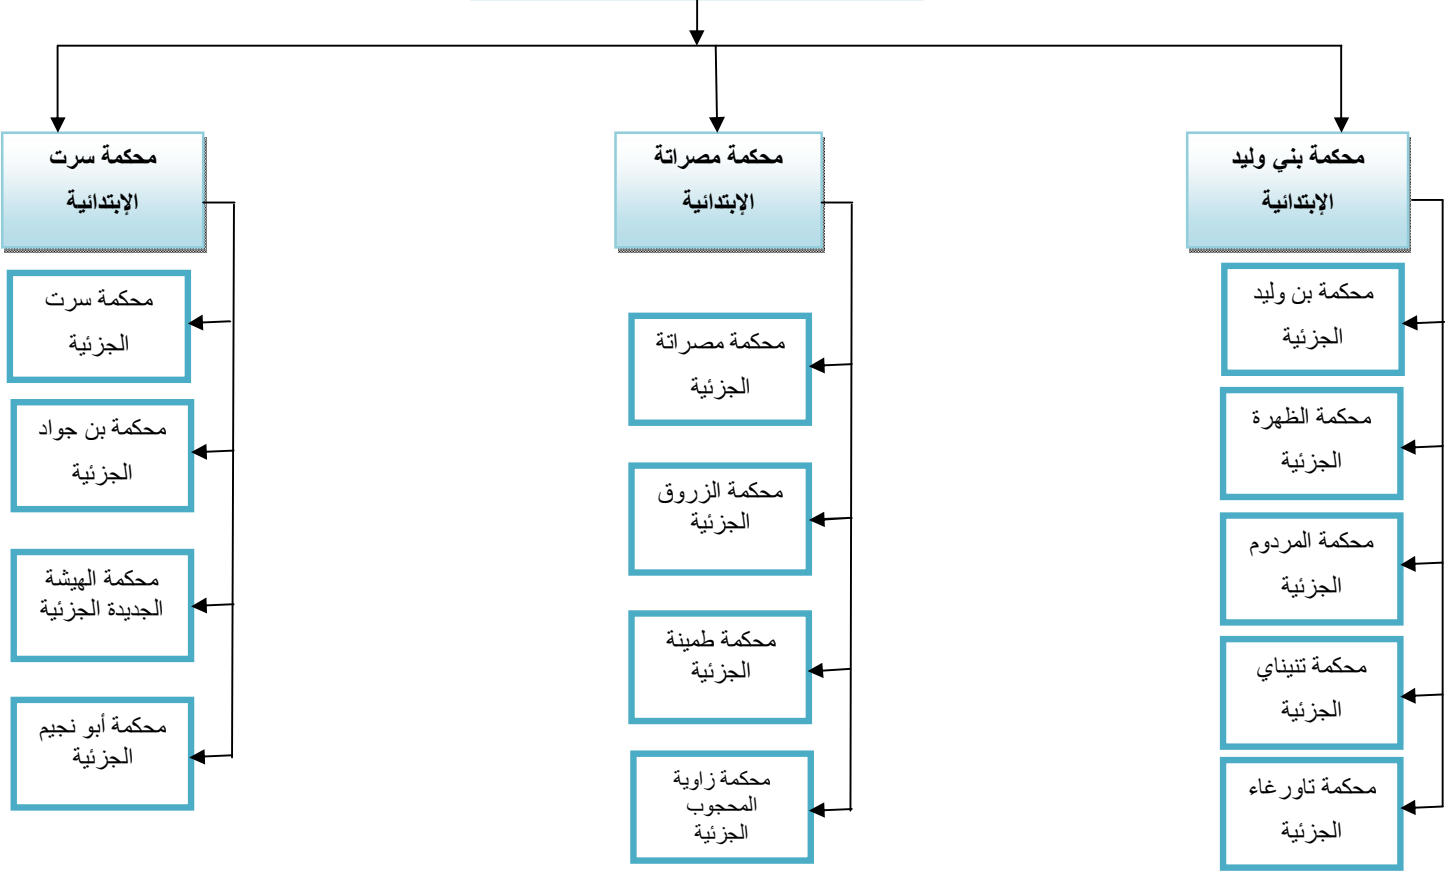 محكمة بني وليد
الإبتدائية
محكمة بن وليد
الجزئية
محكمة الظهرة
الجزئية
محكمة المردوم
الجزئية
محكمة تنيناي
الجزئية
محكمة تاورغاء
الجزئية
محكمة مصراتة
الإبتدائية
محكمة مصراتة
الجزئية
محكمة الزروق
الجزئية
محكمة طمينة
الجزئية
محكمة زاوية
المحجوب
الجزئية
محكمة سرت
الإبتدائية
محكمة سرت
الجزئية
محكمة بن جواد
الجزئية
محكمة الهيشة
الجديدة الجزئية
محكمة أبو نجيم
الجزئية